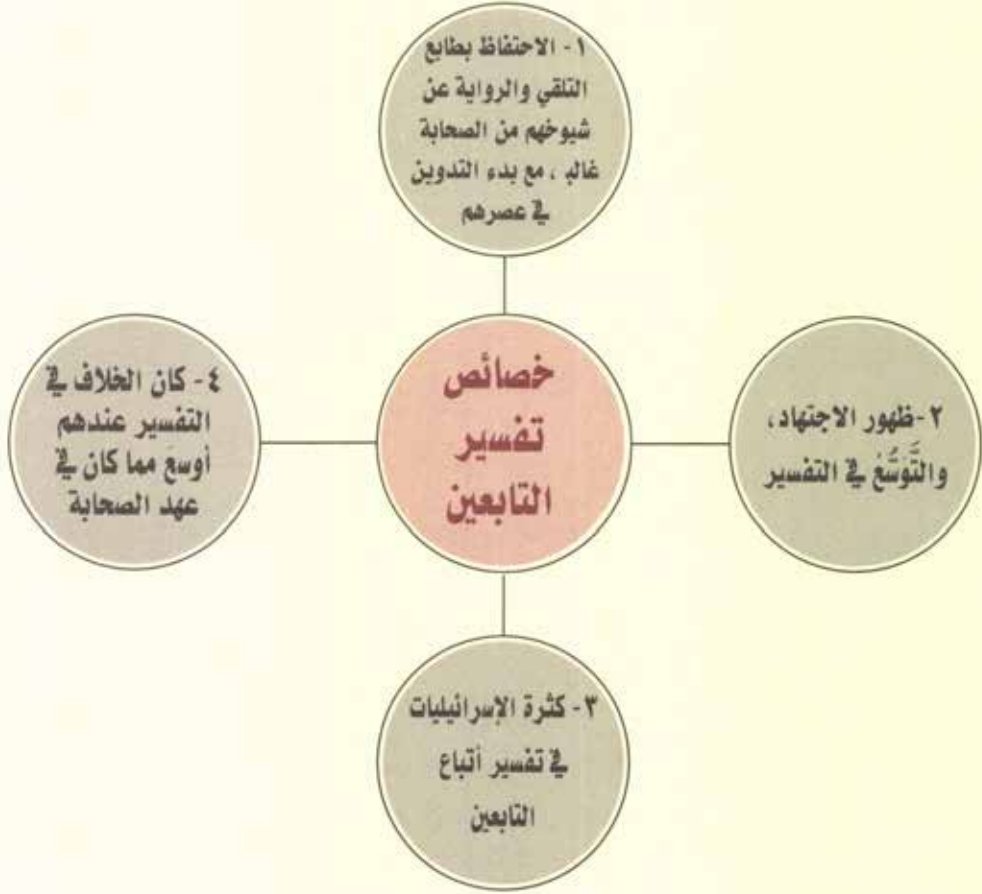 ١- الاحتفاظ بطابع
التلقي والرواية عن
شيوخهم من الصحابة
غالب ، مع بدء التدوين
في عصرهم
خصائص
تفسير
التابعين
٢- ظهور الاجتهاد ،
والتَّوَسُّعُ في التفسير
٣- كثرة الإسرائيليات
في تفسير أتباع
التابعين
٤- كان الخلاف في
التفسير عندهم
أوسع مما كان في
عهد الصحابة